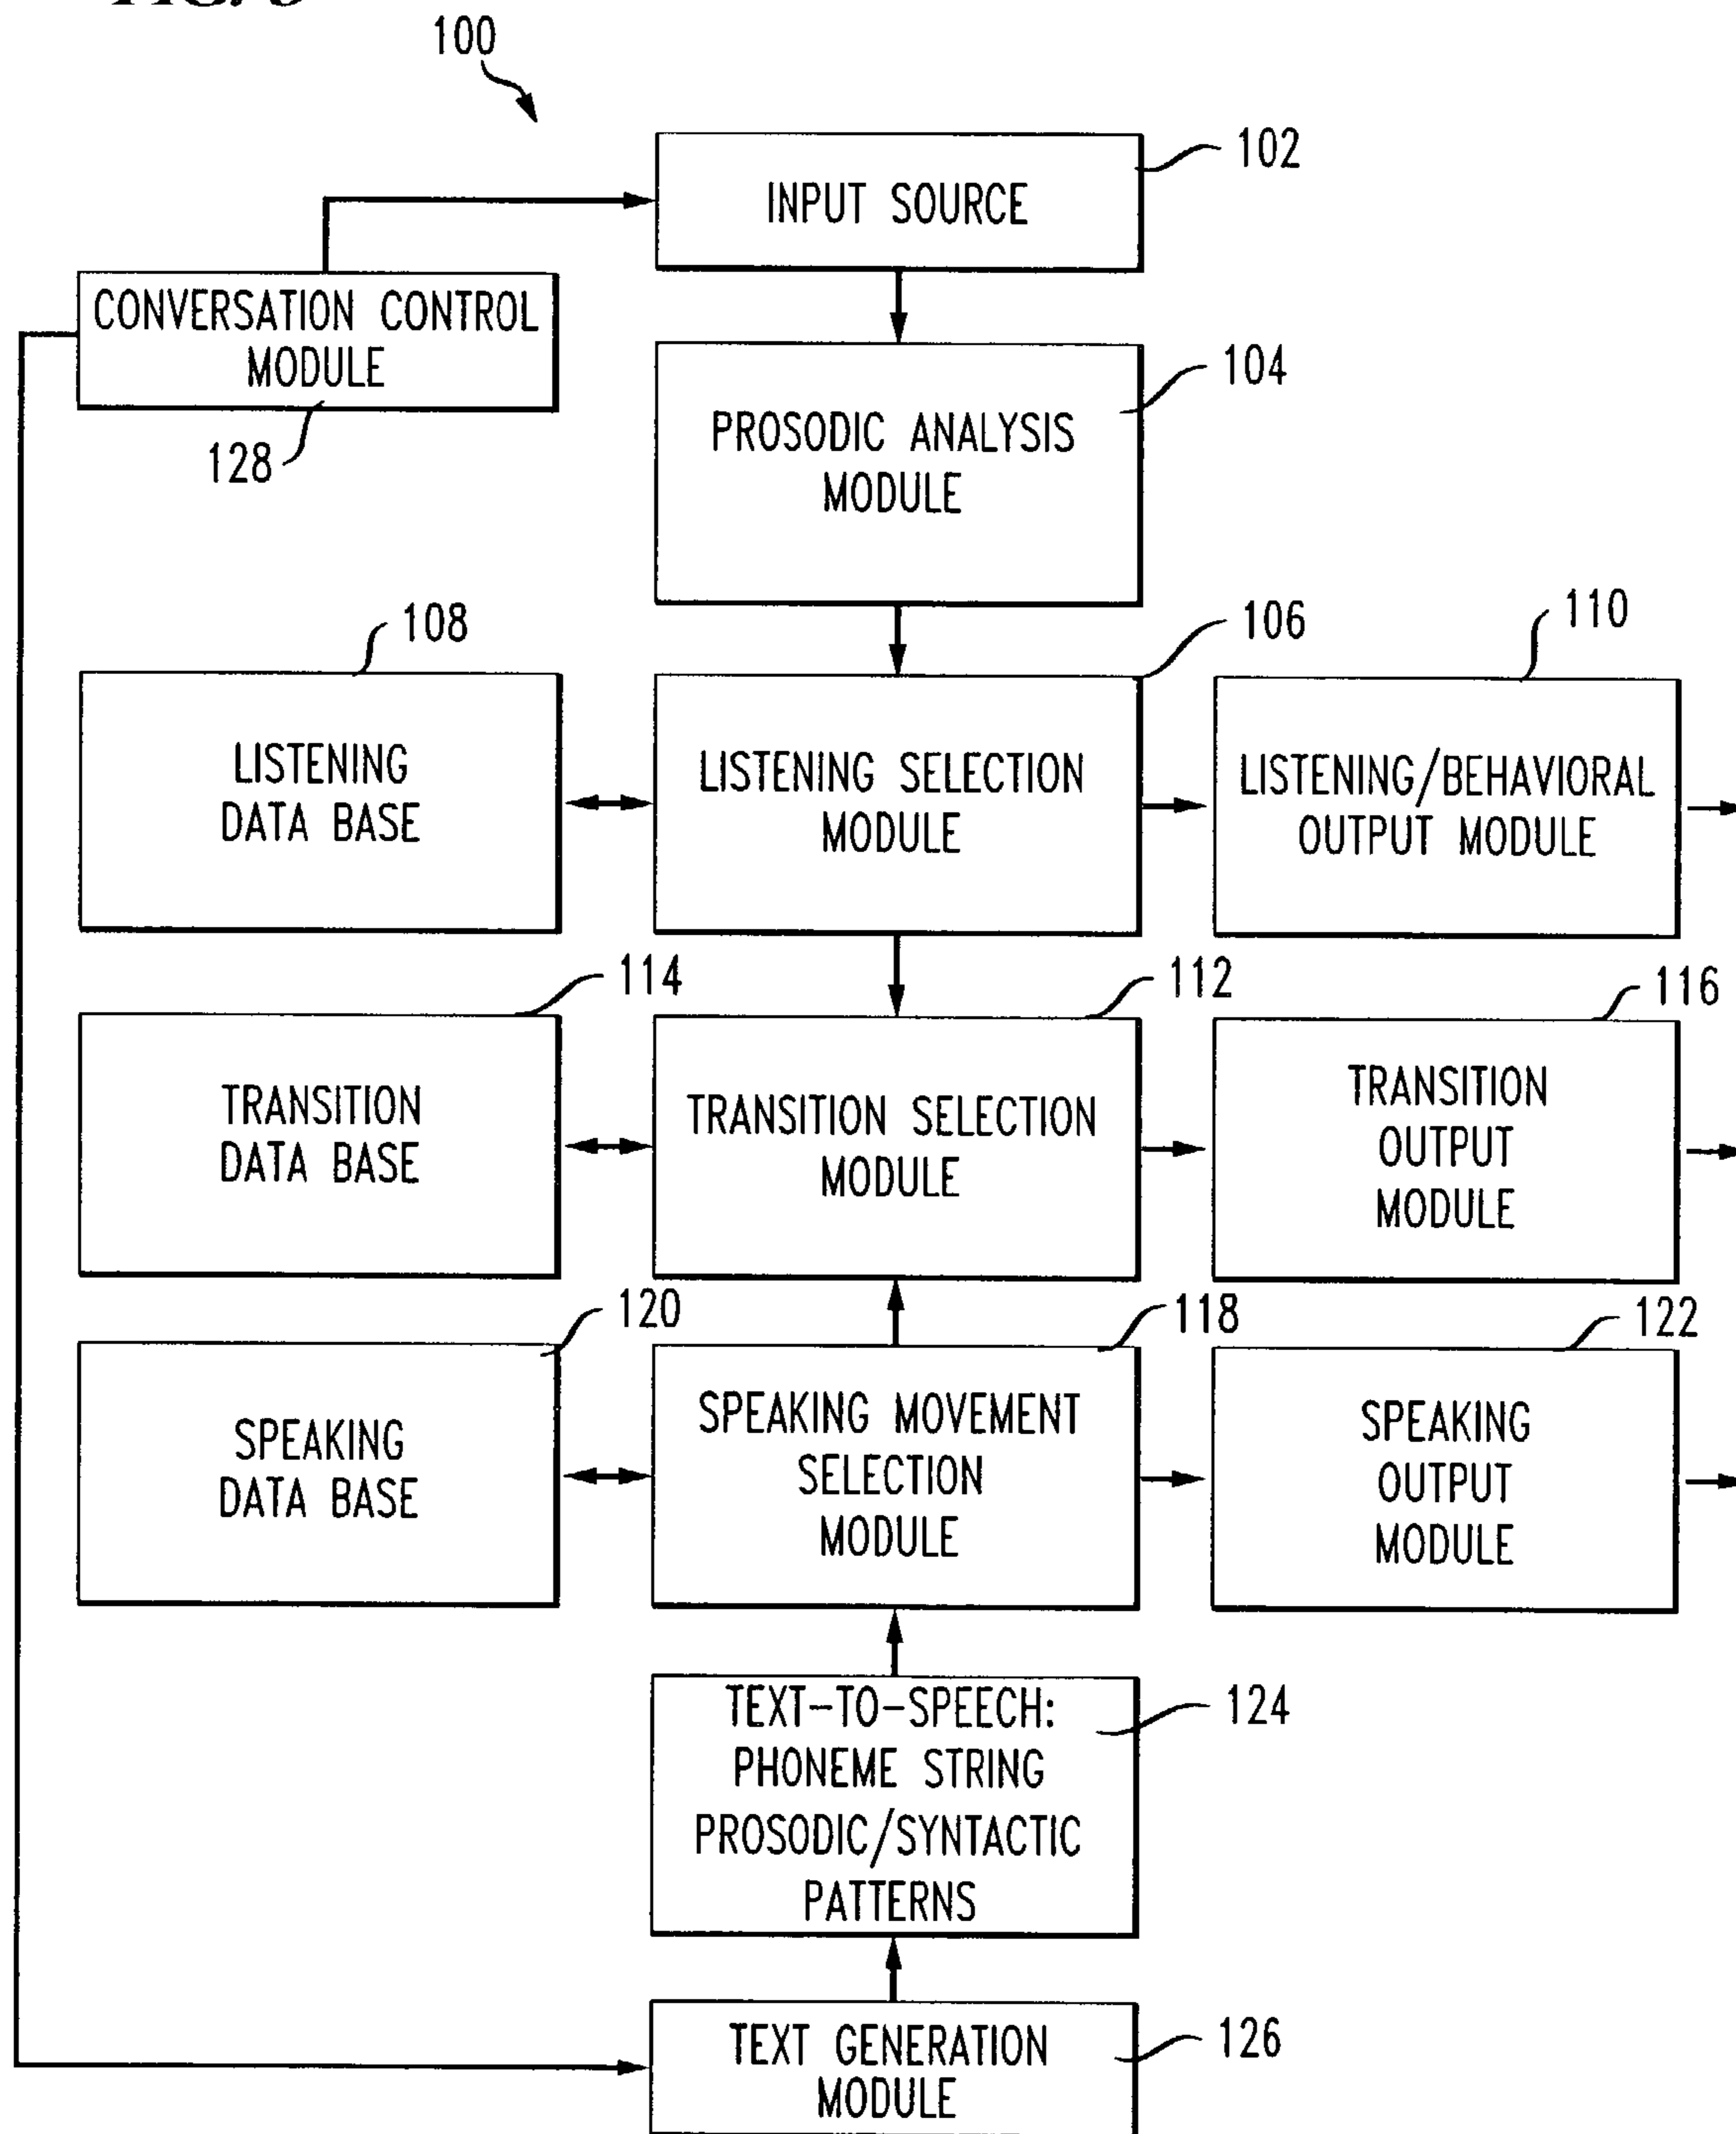 100
102
INPUT SOURCE
CONVERSATION CONTROL
MODULE
128
104
PROSODIC ANALYSIS
MODULE
108
106
110
LISTENING
DATA BASE
LISTENING SELECTION
MODULE
LISTENING/BEHAVIORAL
OUTPUT MODULE
114
112
116
TRANSITION
DATA BASE
TRANSITION SELECTION
MODULE
TRANSITION
OUTPUT
MODULE
120
118
122
SPEAKING
DATA BASE
SPEAKING MOVEMENT
SELECTION
MODULE
SPEAKING
OUTPUT
MODULE
124
TEXT-TO-SPEECH:
PHONEME STRING
PROSODIC/SYNTACTIC
PATTERNS
126
TEXT GENERATION
MODULE